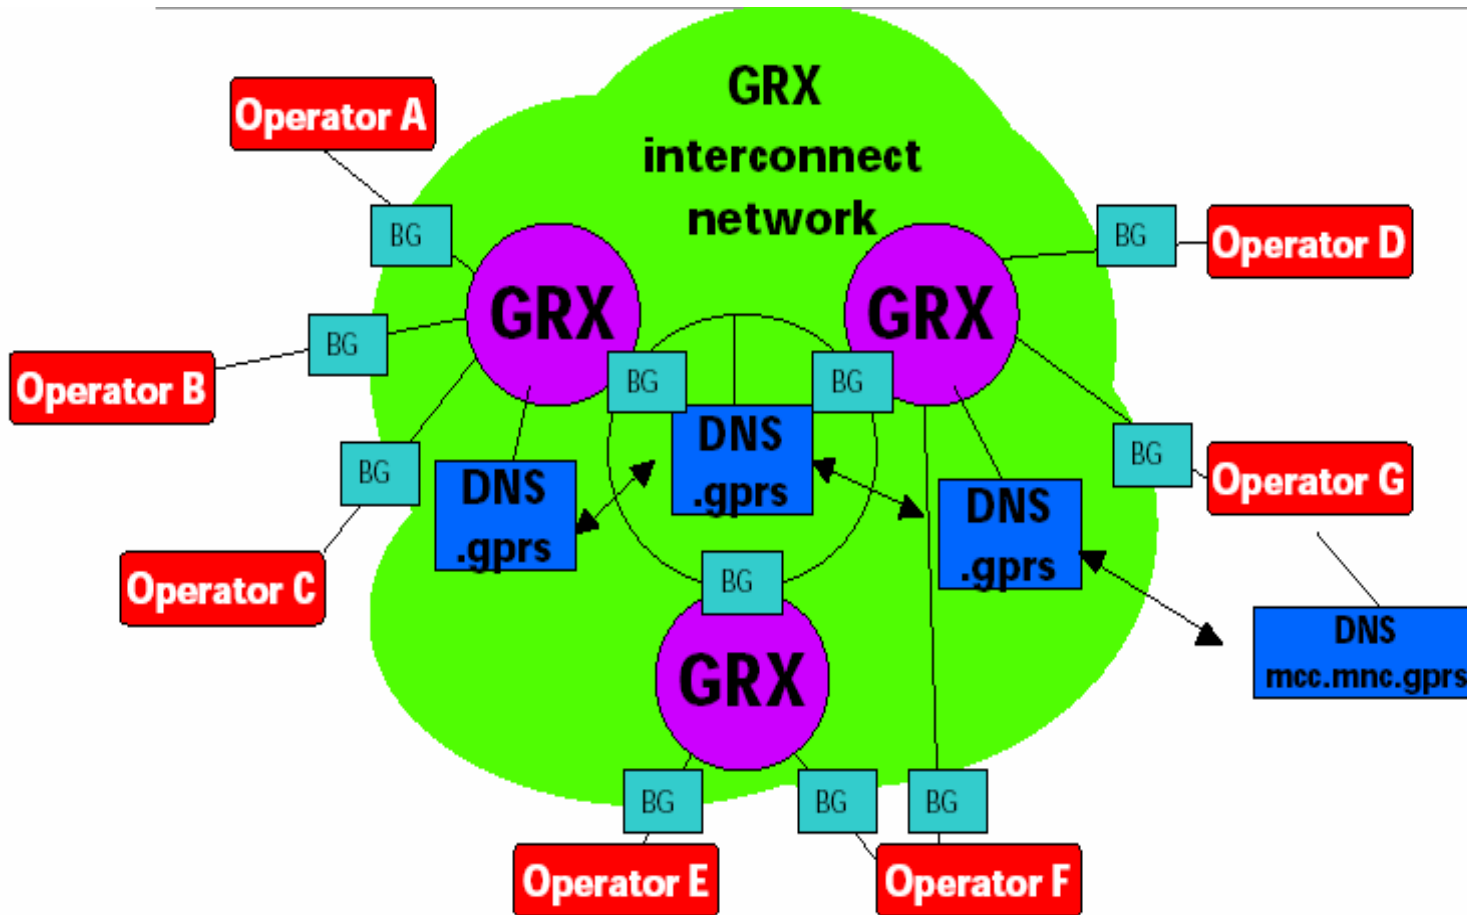 GRX
interconnect
network
Operator A
BG
BG
Operator D
GRX
GRX
BG
Operator B
BG
BG
DNS
.gprs
BG
Operator G
BG
DNS
.gprs
DNS
.gprs
Operator C
BG
DNS
mcc.mnc.gprs
GRX
BG
BG
BG
Operator E
Operator F